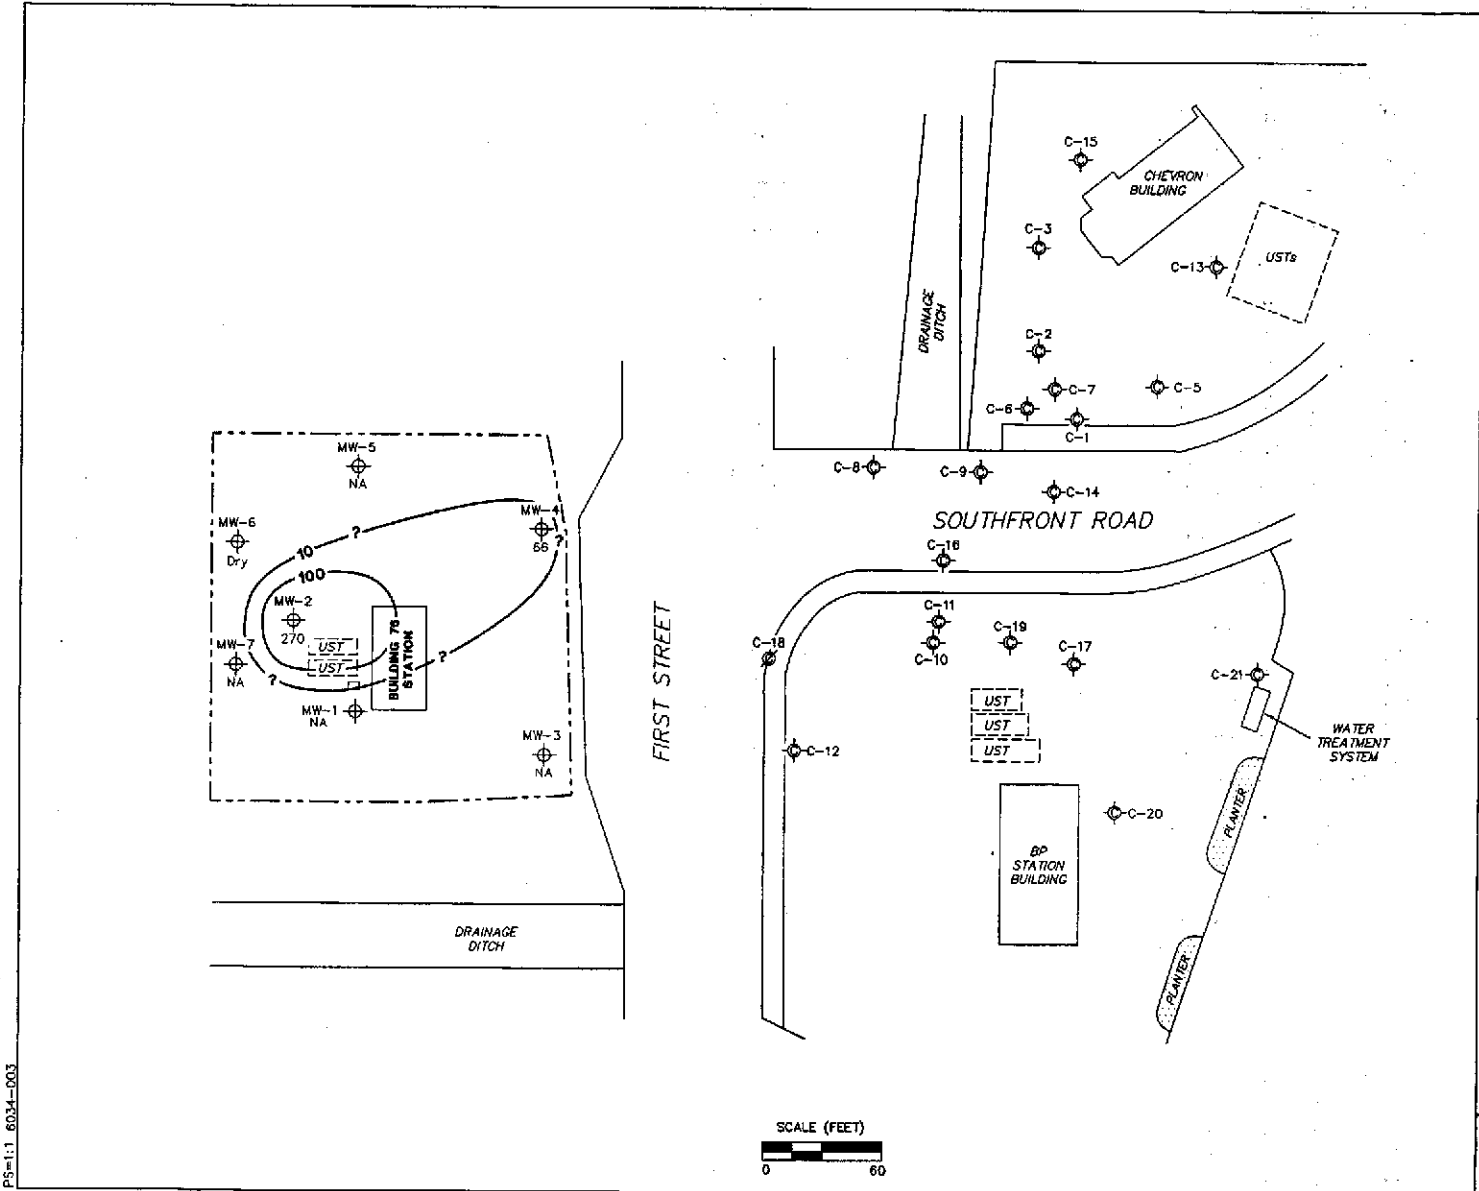 C-15
CHEVRON
BUILDING
C-3
C-13
USTs
DRAINAGE
DITCH
C-2
C-7
C-5
C-6
C-1
C-8
C-9
C-14
SOUTHFRONT ROAD
MW-5
NA
MW-4
66
MW-6
Dry
?
?
10
100
MW-2
270
UST
UST
MW-7
NA
?
?
BUILDING 76
STATION
MW-1
NA
MW-3
NA
FIRST STREET
C-16
C-11
C-10
C-19
C-17
C-18
C-21
UST
UST
UST
WATER
TREATMENT
SYSTEM
C-12
C-20
PLANTER
BP
STATION
BUILDING
DRAINAGE
DITCH
PLANTER
SCALE (FEET)
0 60
PS=1:1 6034-003